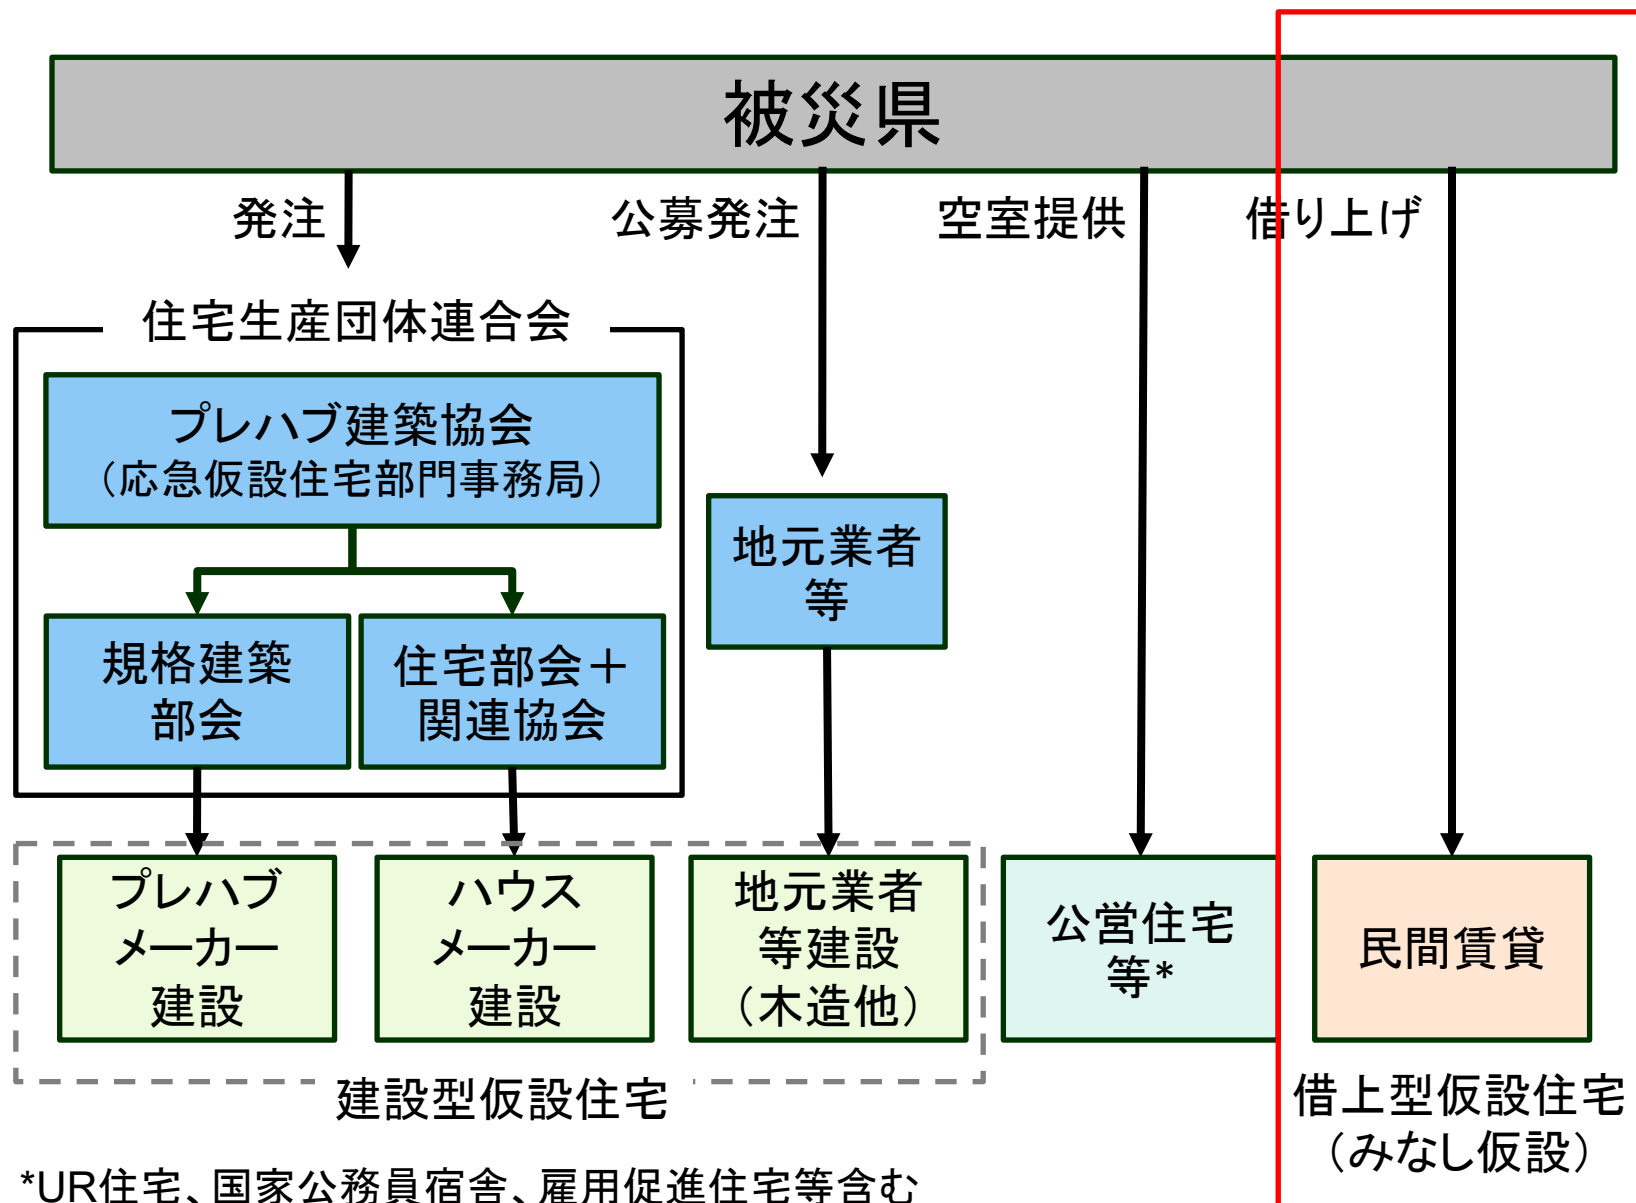 被災県
発注
公募発注
空室提供
借り上げ
住宅生産団体連合会
プレハブ建築協会
（応急仮設住宅部門事務局）
地元業者
等
規格建築
部会
住宅部会＋
関連協会
プレハブ
メーカー
建設
ハウス
メーカー
建設
地元業者
等建設
（木造他）
公営住宅
等*
民間賃貸
建設型仮設住宅
借上型仮設住宅
（みなし仮設）
*UR住宅、国家公務員宿舎、雇用促進住宅等含む